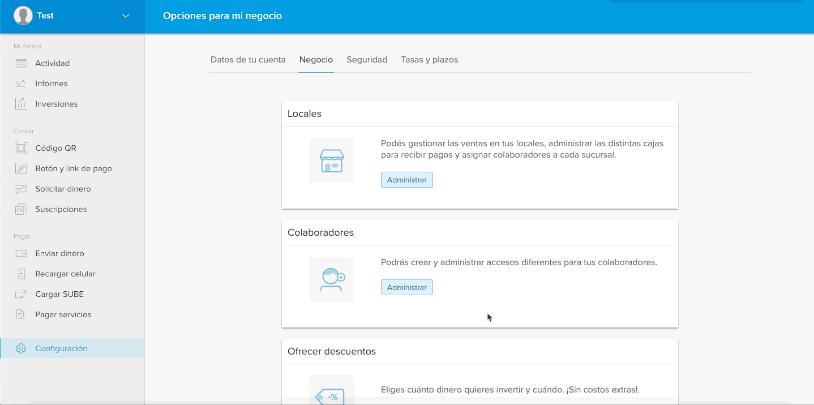 Test
Opciones para mi negocio
Mi dinero
Actividad
Informes
Inversiones
Cobrar
Código QR
Botón y link de pago
Solicitar dinero
Suscripciones
Pagar
Enviar dinero
Recargar celular
Cargar SUBE
Pagar servicios
Configuración
Datos de tu cuenta
Negocio
Seguridad
Tasas y plazos
Locales
Podés gestionar las ventas en tus locales, administrar las distintas cajas
para recibir pagos y asignar colaboradores a cada sucursal.
Administrar
Colaboradores
Podrás crear y administrar accesos diferentes para tus colaboradores.
Administrar
Ofrecer descuentos
-%
Eliges cuánto dinero quieres invertir y cuándo. ¡Sin costos extras!.